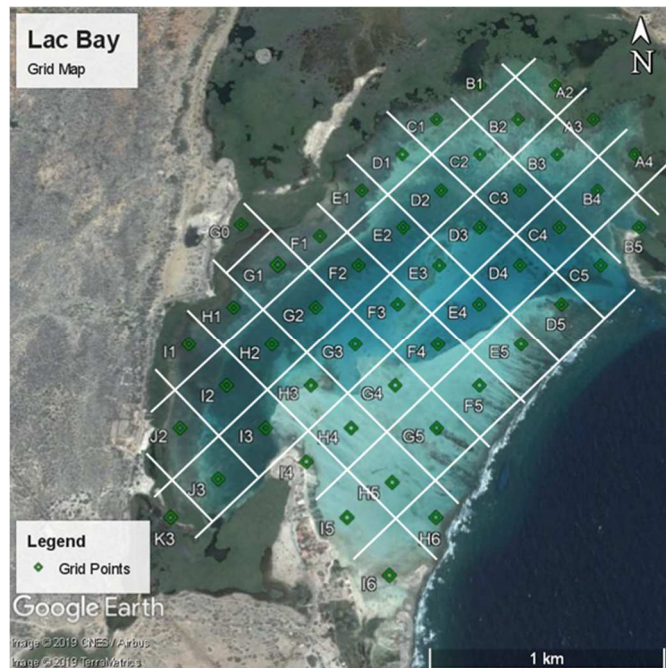 Lac Bay
Grid Map
N
B1
A2
C1
B2
A3
D1
C2
B3
A4
E1
D2
C3
B4
G0
F1
E2
D3
C4
B5
G1
F2
E3
D4
C5
H1
G2
F3
E4
D5
I1
H2
G3
F4
E5
I2
H3
G4
F5
J2
I3
H4
G5
I4
J3
H5
K3
I5
H6
I6
Legend
Grid Points
Google Earth
Image © 2019 CNES / Airbus
Image © 2019 TerraMetrics
1 km